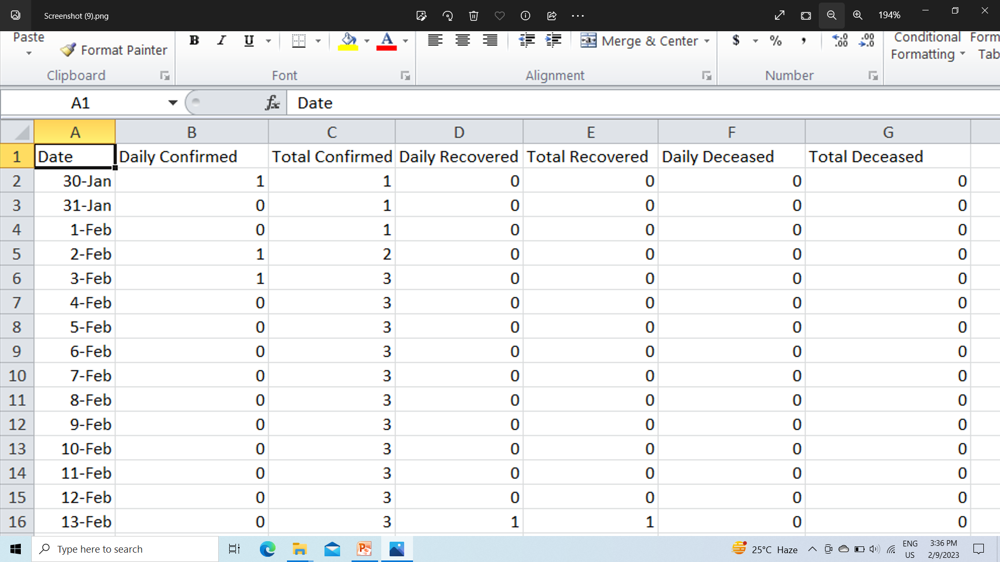 Screenshot (9).png
194%
Paste
Format Painter
B I U A
Merge & Center
$ % ,
Conditional Form
Formatting Tab
Clipboard Font Alignment Number
A1 fx Date
A B C D E F G
1 Date Daily Confirmed Total Confirmed Daily Recovered Total Recovered Daily Deceased Total Deceased
2 30-Jan 1 1 0 0 0 0
3 31-Jan 0 1 0 0 0 0
4 1-Feb 0 1 0 0 0 0
5 2-Feb 1 2 0 0 0 0
6 3-Feb 1 3 0 0 0 0
7 4-Feb 0 3 0 0 0 0
8 5-Feb 0 3 0 0 0 0
9 6-Feb 0 3 0 0 0 0
10 7-Feb 0 3 0 0 0 0
11 8-Feb 0 3 0 0 0 0
12 9-Feb 0 3 0 0 0 0
13 10-Feb 0 3 0 0 0 0
14 11-Feb 0 3 0 0 0 0
15 12-Feb 0 3 0 0 0 0
16 13-Feb 0 3 1 1 0 0
Type here to search
25°C Haze
ENG
US
3:36 PM
2/9/2023